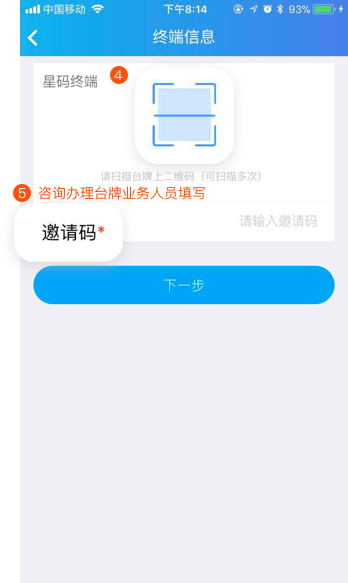 中国移动 下午8:14 93%
终端信息
星码终端 4
请扫描台牌上二维码（可扫描多次）
5 咨询办理台牌业务人员填写
邀请码* 请输入邀请码
下一步